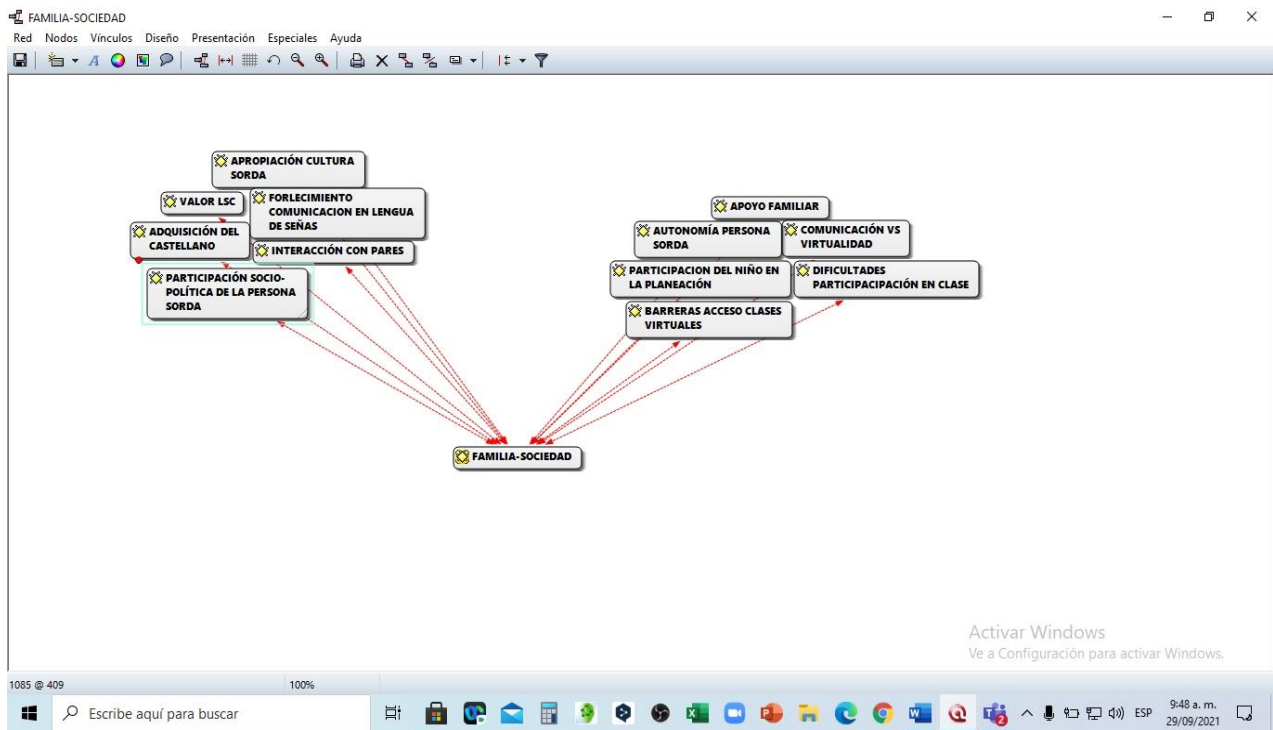 FAMILIA-SOCIEDAD
Red Nodos Vínculos Diseño Presentación Especiales Ayuda
APROPIACIÓN CULTURA
SORDA
VALOR LSC
FORLECIMIENTO
COMUNICACION EN LENGUA
DE SEÑAS
ADQUISICIÓN DEL
CASTELLANO
INTERACCIÓN CON PARES
PARTICIPACIÓN SOCIO-
POLÍTICA DE LA PERSONA
SORDA
APOYO FAMILIAR
AUTONOMÍA PERSONA
SORDA
COMUNICACIÓN VS
VIRTUALIDAD
PARTICIPACION DEL NIÑO EN
LA PLANEACIÓN
DIFICULTADES
PARTICIPACIPACIÓN EN CLASE
BARRERAS ACCESO CLASES
VIRTUALES
FAMILIA-SOCIEDAD
Activar Windows
Ve a Configuración para activar Windows.
1085 @ 409 100%
Escribe aquí para buscar
ESP
9:48 a. m.
29/09/2021